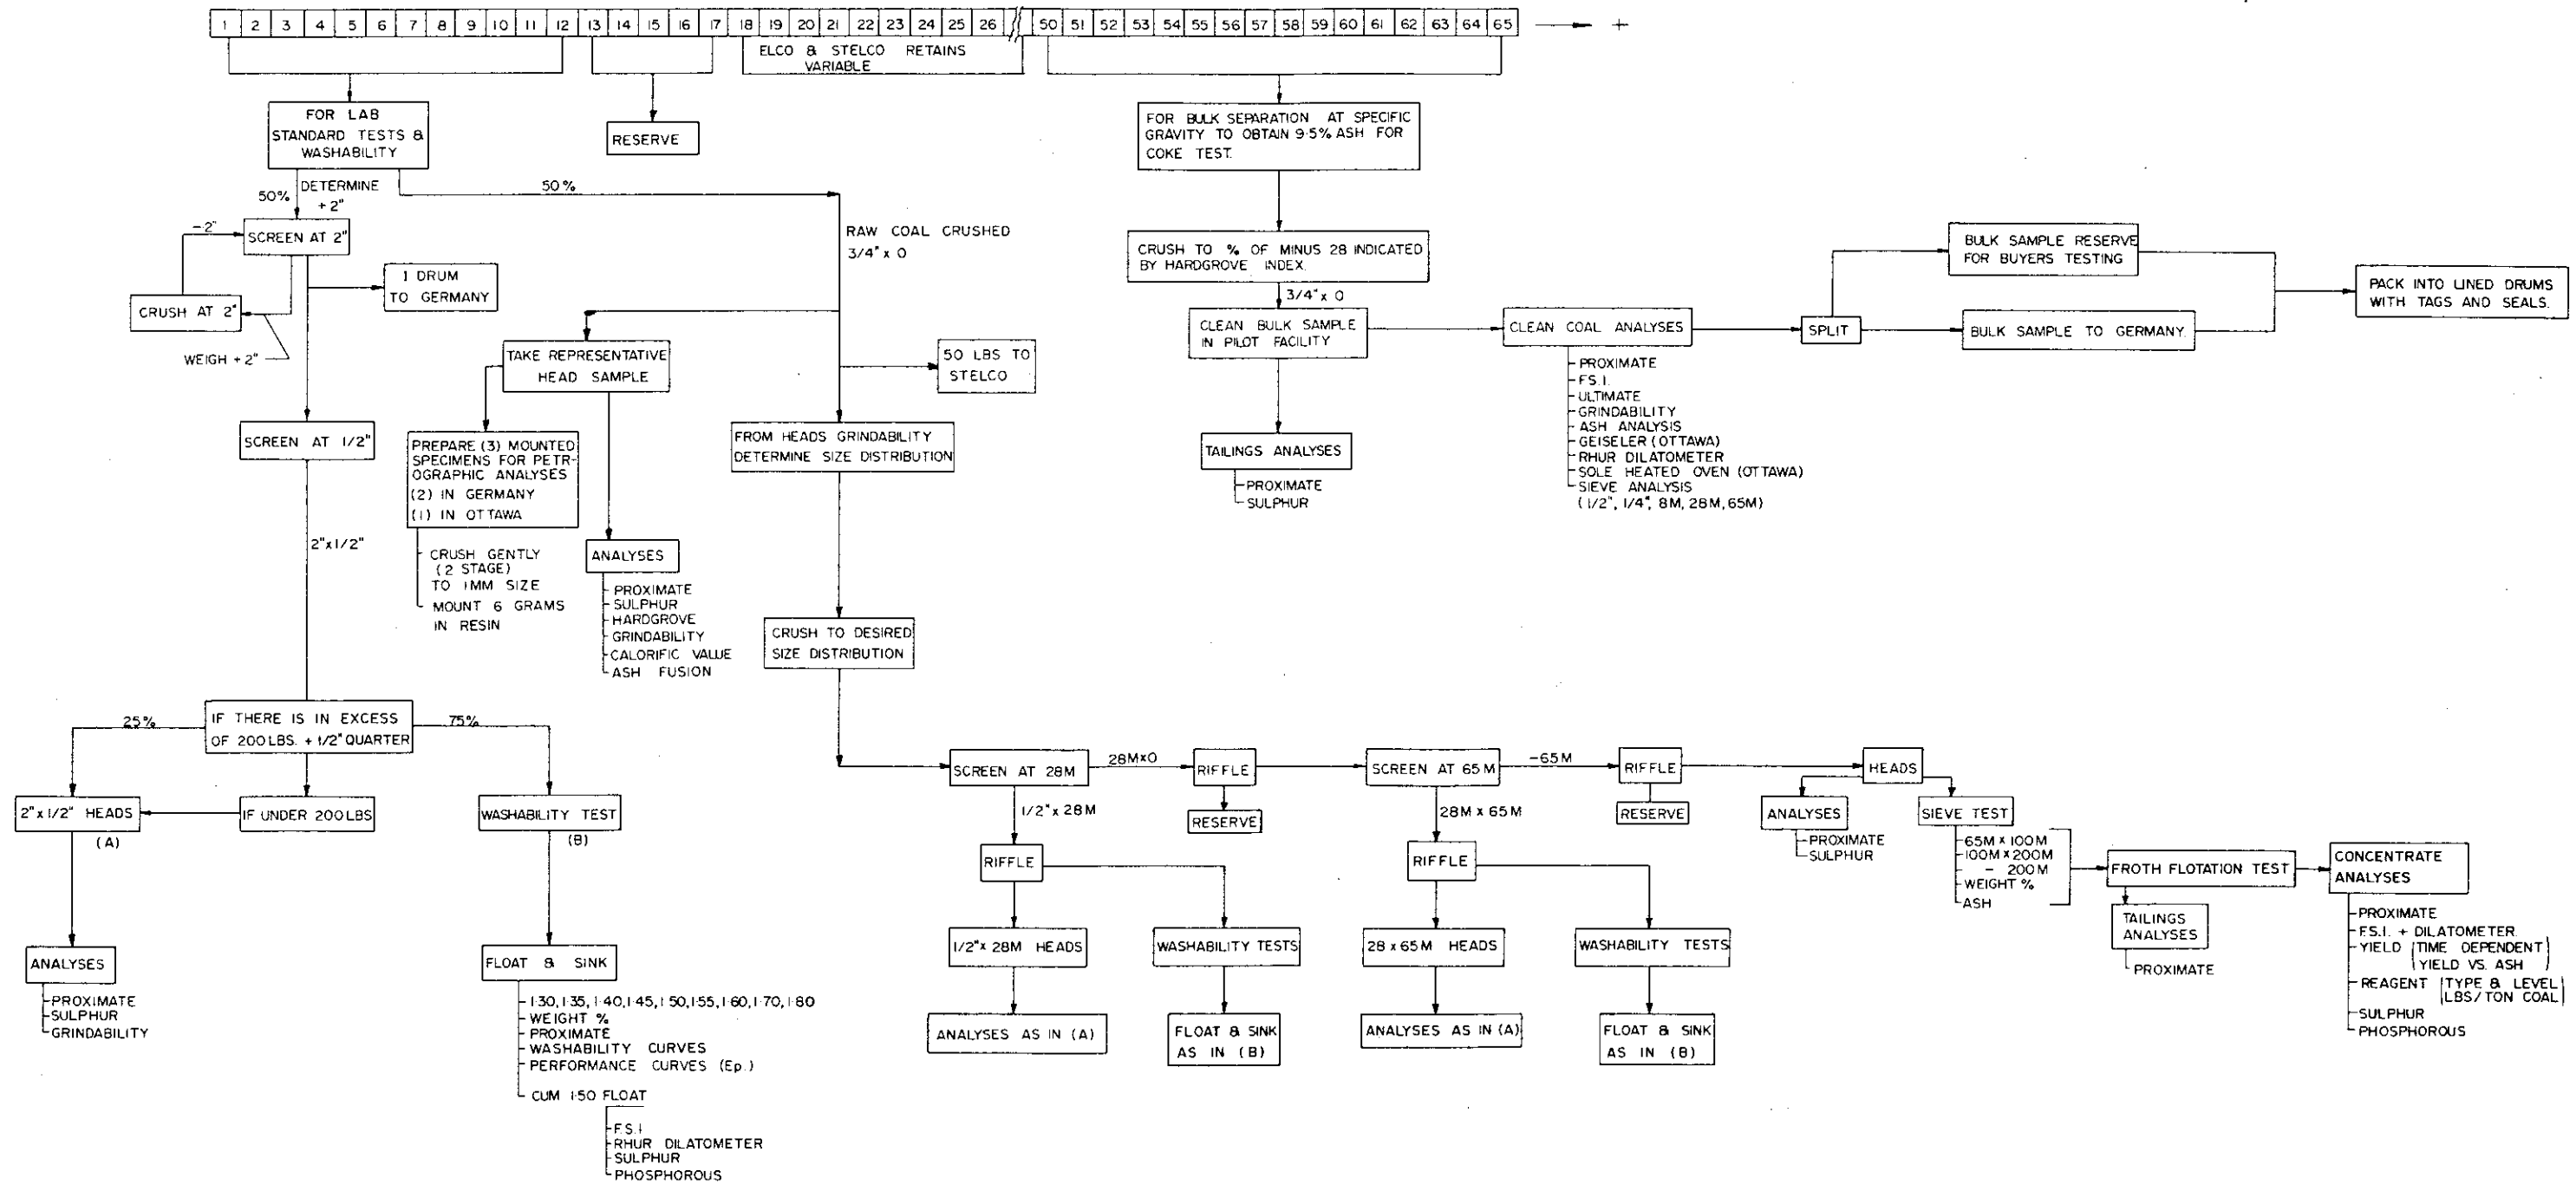 1 2 3 4 5 6 7 8 9 10 11 12 13 14 15 16 17 18 19 20 21 22 23 24 25 26 50 51 52 53 54 55 56 57 58 59 60 61 62 63 64 65 +
ELCO & STELCO RETAINS
VARIABLE
FOR LAB
STANDARD TESTS &
WASHABILITY
RESERVE
FOR BULK SEPARATION AT SPECIFIC
GRAVITY TO OBTAIN 9·5% ASH FOR
COKE TEST.
50%
DETERMINE
+ 2"
50%
-2"
SCREEN AT 2"
1 DRUM
TO GERMANY
CRUSH AT 2"
WEIGH + 2"
RAW COAL CRUSHED
3/4" x 0
TAKE REPRESENTATIVE
HEAD SAMPLE
50 LBS TO
STELCO
CRUSH TO % OF MINUS 28 INDICATED
BY HARDGROVE INDEX.
3/4" x 0
CLEAN BULK SAMPLE
IN PILOT FACILITY
CLEAN COAL ANALYSES
PROXIMATE
F.S.I.
ULTIMATE
GRINDABILITY
ASH ANALYSIS
GEISELER (OTTAWA)
RHUR DILATOMETER
SOLE HEATED OVEN (OTTAWA)
SIEVE ANALYSIS
(1/2", 1/4", 8M, 28M, 65M)
SPLIT
BULK SAMPLE RESERVE
FOR BUYERS TESTING
BULK SAMPLE TO GERMANY.
PACK INTO LINED DRUMS
WITH TAGS AND SEALS.
TAILINGS ANALYSES
PROXIMATE
SULPHUR
SCREEN AT 1/2"
PREPARE (3) MOUNTED
SPECIMENS FOR PETR-
OGRAPHIC ANALYSES
(2) IN GERMANY
(1) IN OTTAWA
CRUSH GENTLY
(2 STAGE)
TO 1MM SIZE
MOUNT 6 GRAMS
IN RESIN
ANALYSES
PROXIMATE
SULPHUR
HARDGROVE
GRINDABILITY
CALORIFIC VALUE
ASH FUSION
FROM HEADS GRINDABILITY
DETERMINE SIZE DISTRIBUTION
CRUSH TO DESIRED
SIZE DISTRIBUTION
2"x1/2"
25%
IF THERE IS IN EXCESS
OF 200 LBS. + 1/2" QUARTER
75%
2" x 1/2" HEADS
(A)
IF UNDER 200 LBS
WASHABILITY TEST
(B)
ANALYSES
PROXIMATE
SULPHUR
GRINDABILITY
FLOAT & SINK
1·30, 1·35, 1·40, 1·45, 1·50, 1·55, 1·60, 1·70, 1·80
WEIGHT %
PROXIMATE
WASHABILITY CURVES
PERFORMANCE CURVES (Ep.)
CUM 1·50 FLOAT
F.S.I
RHUR DILATOMETER
SULPHUR
PHOSPHOROUS
SCREEN AT 28M
28MX0
RIFFLE
RESERVE
1/2" X 28M
RIFFLE
1/2" X 28M HEADS
WASHABILITY TESTS
ANALYSES AS IN (A)
FLOAT & SINK
AS IN (B)
SCREEN AT 65 M
-65 M
RIFFLE
RESERVE
28M X 65M
RIFFLE
28 X 65M HEADS
WASHABILITY TESTS
ANALYSES AS IN (A)
FLOAT & SINK
AS IN (B)
HEADS
ANALYSES
PROXIMATE
SULPHUR
SIEVE TEST
65M X 100M
100M X 200M
- 200M
WEIGHT %
ASH
FROTH FLOTATION TEST
TAILINGS
ANALYSES
PROXIMATE
CONCENTRATE
ANALYSES
PROXIMATE
F.S.I. + DILATOMETER.
YIELD (TIME DEPENDENT
YIELD VS. ASH)
REAGENT (TYPE & LEVEL
LBS/TON COAL)
SULPHUR
PHOSPHOROUS